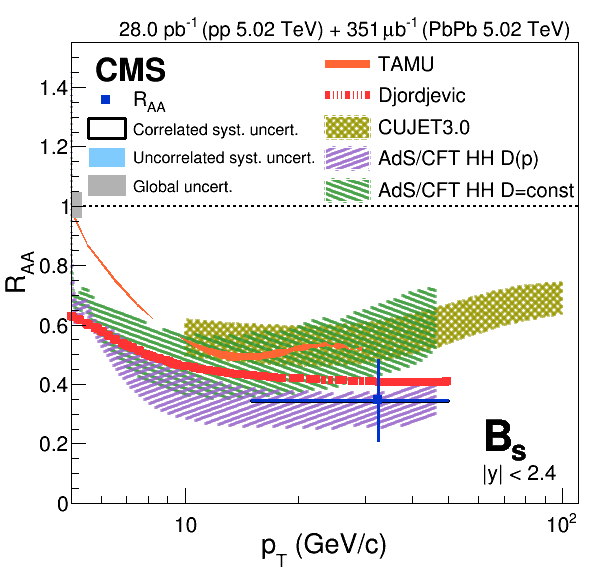 28.0 pb⁻¹ (pp 5.02 TeV) + 351 μb⁻¹ (PbPb 5.02 TeV)
CMS
R_AA
Correlated syst. uncert.
Uncorrelated syst. uncert.
Global uncert.
TAMU
Djordjevic
CUJET3.0
AdS/CFT HH D(p)
AdS/CFT HH D=const
R_AA
1.4
1.2
1
0.8
0.6
0.4
0.2
0
B_s
|y| < 2.4
10
10²
p_T (GeV/c)